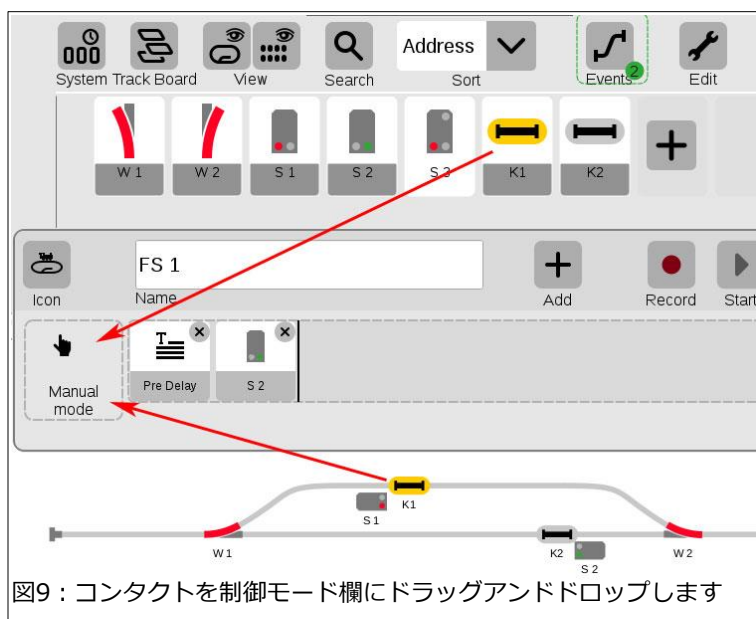 Address
System Track Board View Search Sort Events 2 Edit
W 1 W 2 S 1 S 2 S 3 K1 K2
FS 1
Icon Name Add Record Start
Manual mode
Pre Delay S 2
K1
S 1
W 1 K2 W 2
S 2
図9：コンタクトを制御モード欄にドラッグアンドドロップします